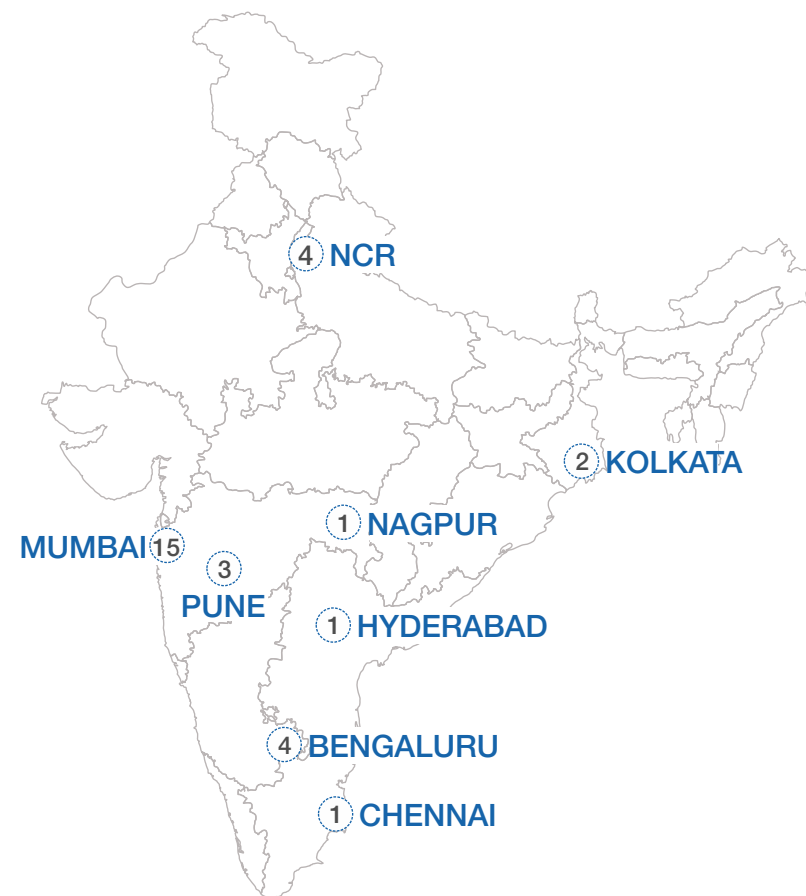 4 NCR
2 KOLKATA
1 NAGPUR
MUMBAI 15
3
PUNE
1 HYDERABAD
4 BENGALURU
1 CHENNAI